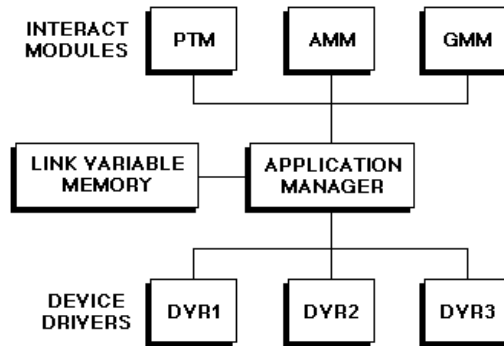 INTERACT
MODULES
PTM
AMM
GMM
LINK VARIABLE
MEMORY
APPLICATION
MANAGER
DEVICE
DRIVERS
DVR1
DVR2
DVR3